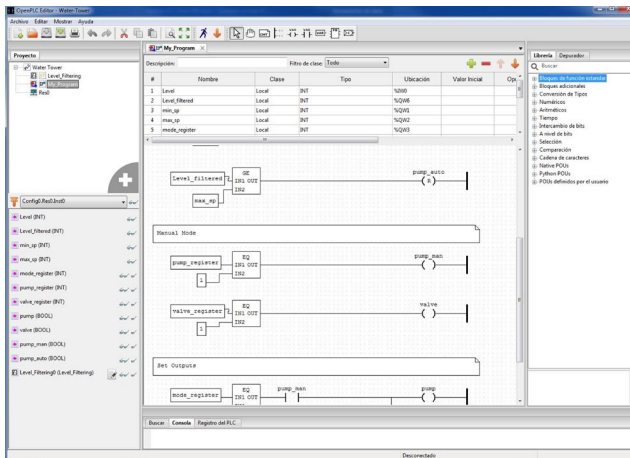 OpenPLC Editor - Water-Tower
Archivo Editar Mostrar Ayuda
Proyecto
Water Tower
Level_Filtering
My_Program
Res0
Config0.Res0.Inst0
Level (INT)
Level_filtered (INT)
min_sp (INT)
max_sp (INT)
mode_register (INT)
pump_register (INT)
valve_register (INT)
pump (BOOL)
valve (BOOL)
pump_man (BOOL)
pump_auto (BOOL)
Level_Filtering0 (Level_Filtering)
My_Program
Descripción:
Filtro de clase: Todo
# Nombre Clase Tipo Ubicación Valor Inicial Opt
1 Level Local INT %IW0
2 Level_filtered Local INT %QW6
3 min_sp Local INT %QW1
4 max_sp Local INT %QW2
5 mode_register Local INT %QW3
Level_filtered
GE
IN1 OUT
IN2
max_sp
pump_auto
R
Manual Mode
pump_register
EQ
IN1 OUT
IN2
1
pump_man
valve_register
EQ
IN1 OUT
IN2
1
valve
Set Outputs
mode_register
EQ
IN1 OUT
pump_man
pump
Buscar Consola Registro del PLC
Librería Depurador
Buscar
Bloques de función estandar
Bloques adicionales
Conversión de Tipos
Numéricos
Aritméticos
Tiempo
Intercambio de bits
A nivel de bits
Selección
Comparación
Cadena de caracteres
Native POUs
Python POUs
POUs definidos por el usuario
Desconectado